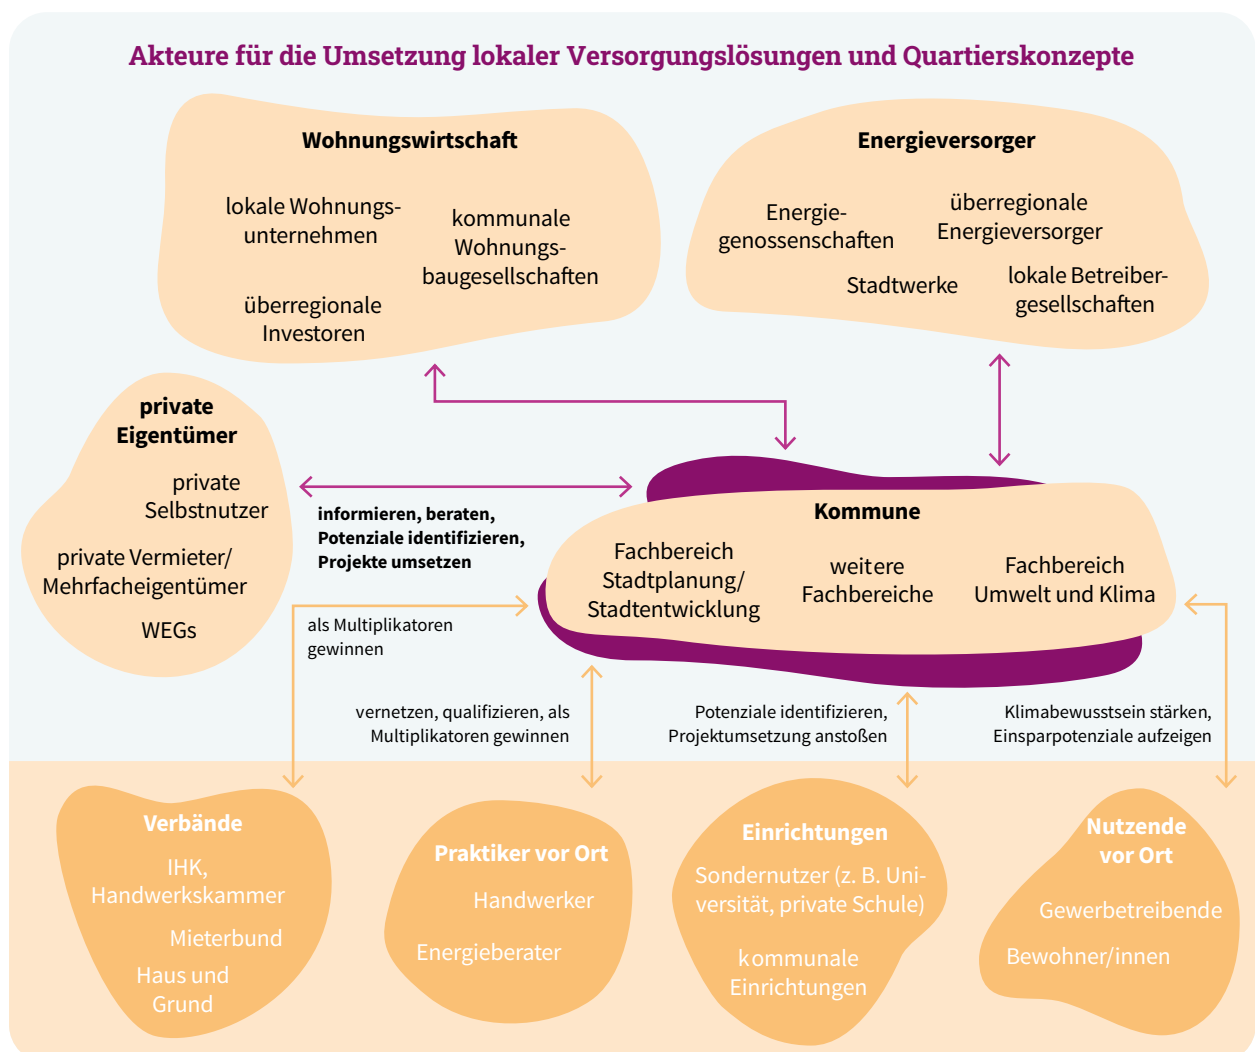 Akteure für die Umsetzung lokaler Versorgungslösungen und Quartierskonzepte
Wohnungswirtschaft
lokale Wohnungs-
unternehmen
kommunale
Wohnungs-
baugesellschaften
überregionale
Investoren
Energieversorger
Energie-
genossenschaften
überregionale
Energieversorger
Stadtwerke
lokale Betreiber-
gesellschaften
private
Eigentümer
private
Selbstnutzer
private Vermieter/
Mehrfacheigentümer
WEGs
informieren, beraten,
Potenziale identifizieren,
Projekte umsetzen
Kommune
Fachbereich
Stadtplanung/
Stadtentwicklung
weitere
Fachbereiche
Fachbereich
Umwelt und Klima
als Multiplikatoren
gewinnen
vernetzen, qualifizieren, als
Multiplikatoren gewinnen
Potenziale identifizieren,
Projektumsetzung anstoßen
Klimabewusstsein stärken,
Einsparpotenziale aufzeigen
Verbände
IHK,
Handwerkskammer
Mieterbund
Haus und
Grund
Praktiker vor Ort
Handwerker
Energieberater
Einrichtungen
Sondernutzer (z. B. Uni-
versität, private Schule)
kommunale
Einrichtungen
Nutzende
vor Ort
Gewerbetreibende
Bewohner/innen